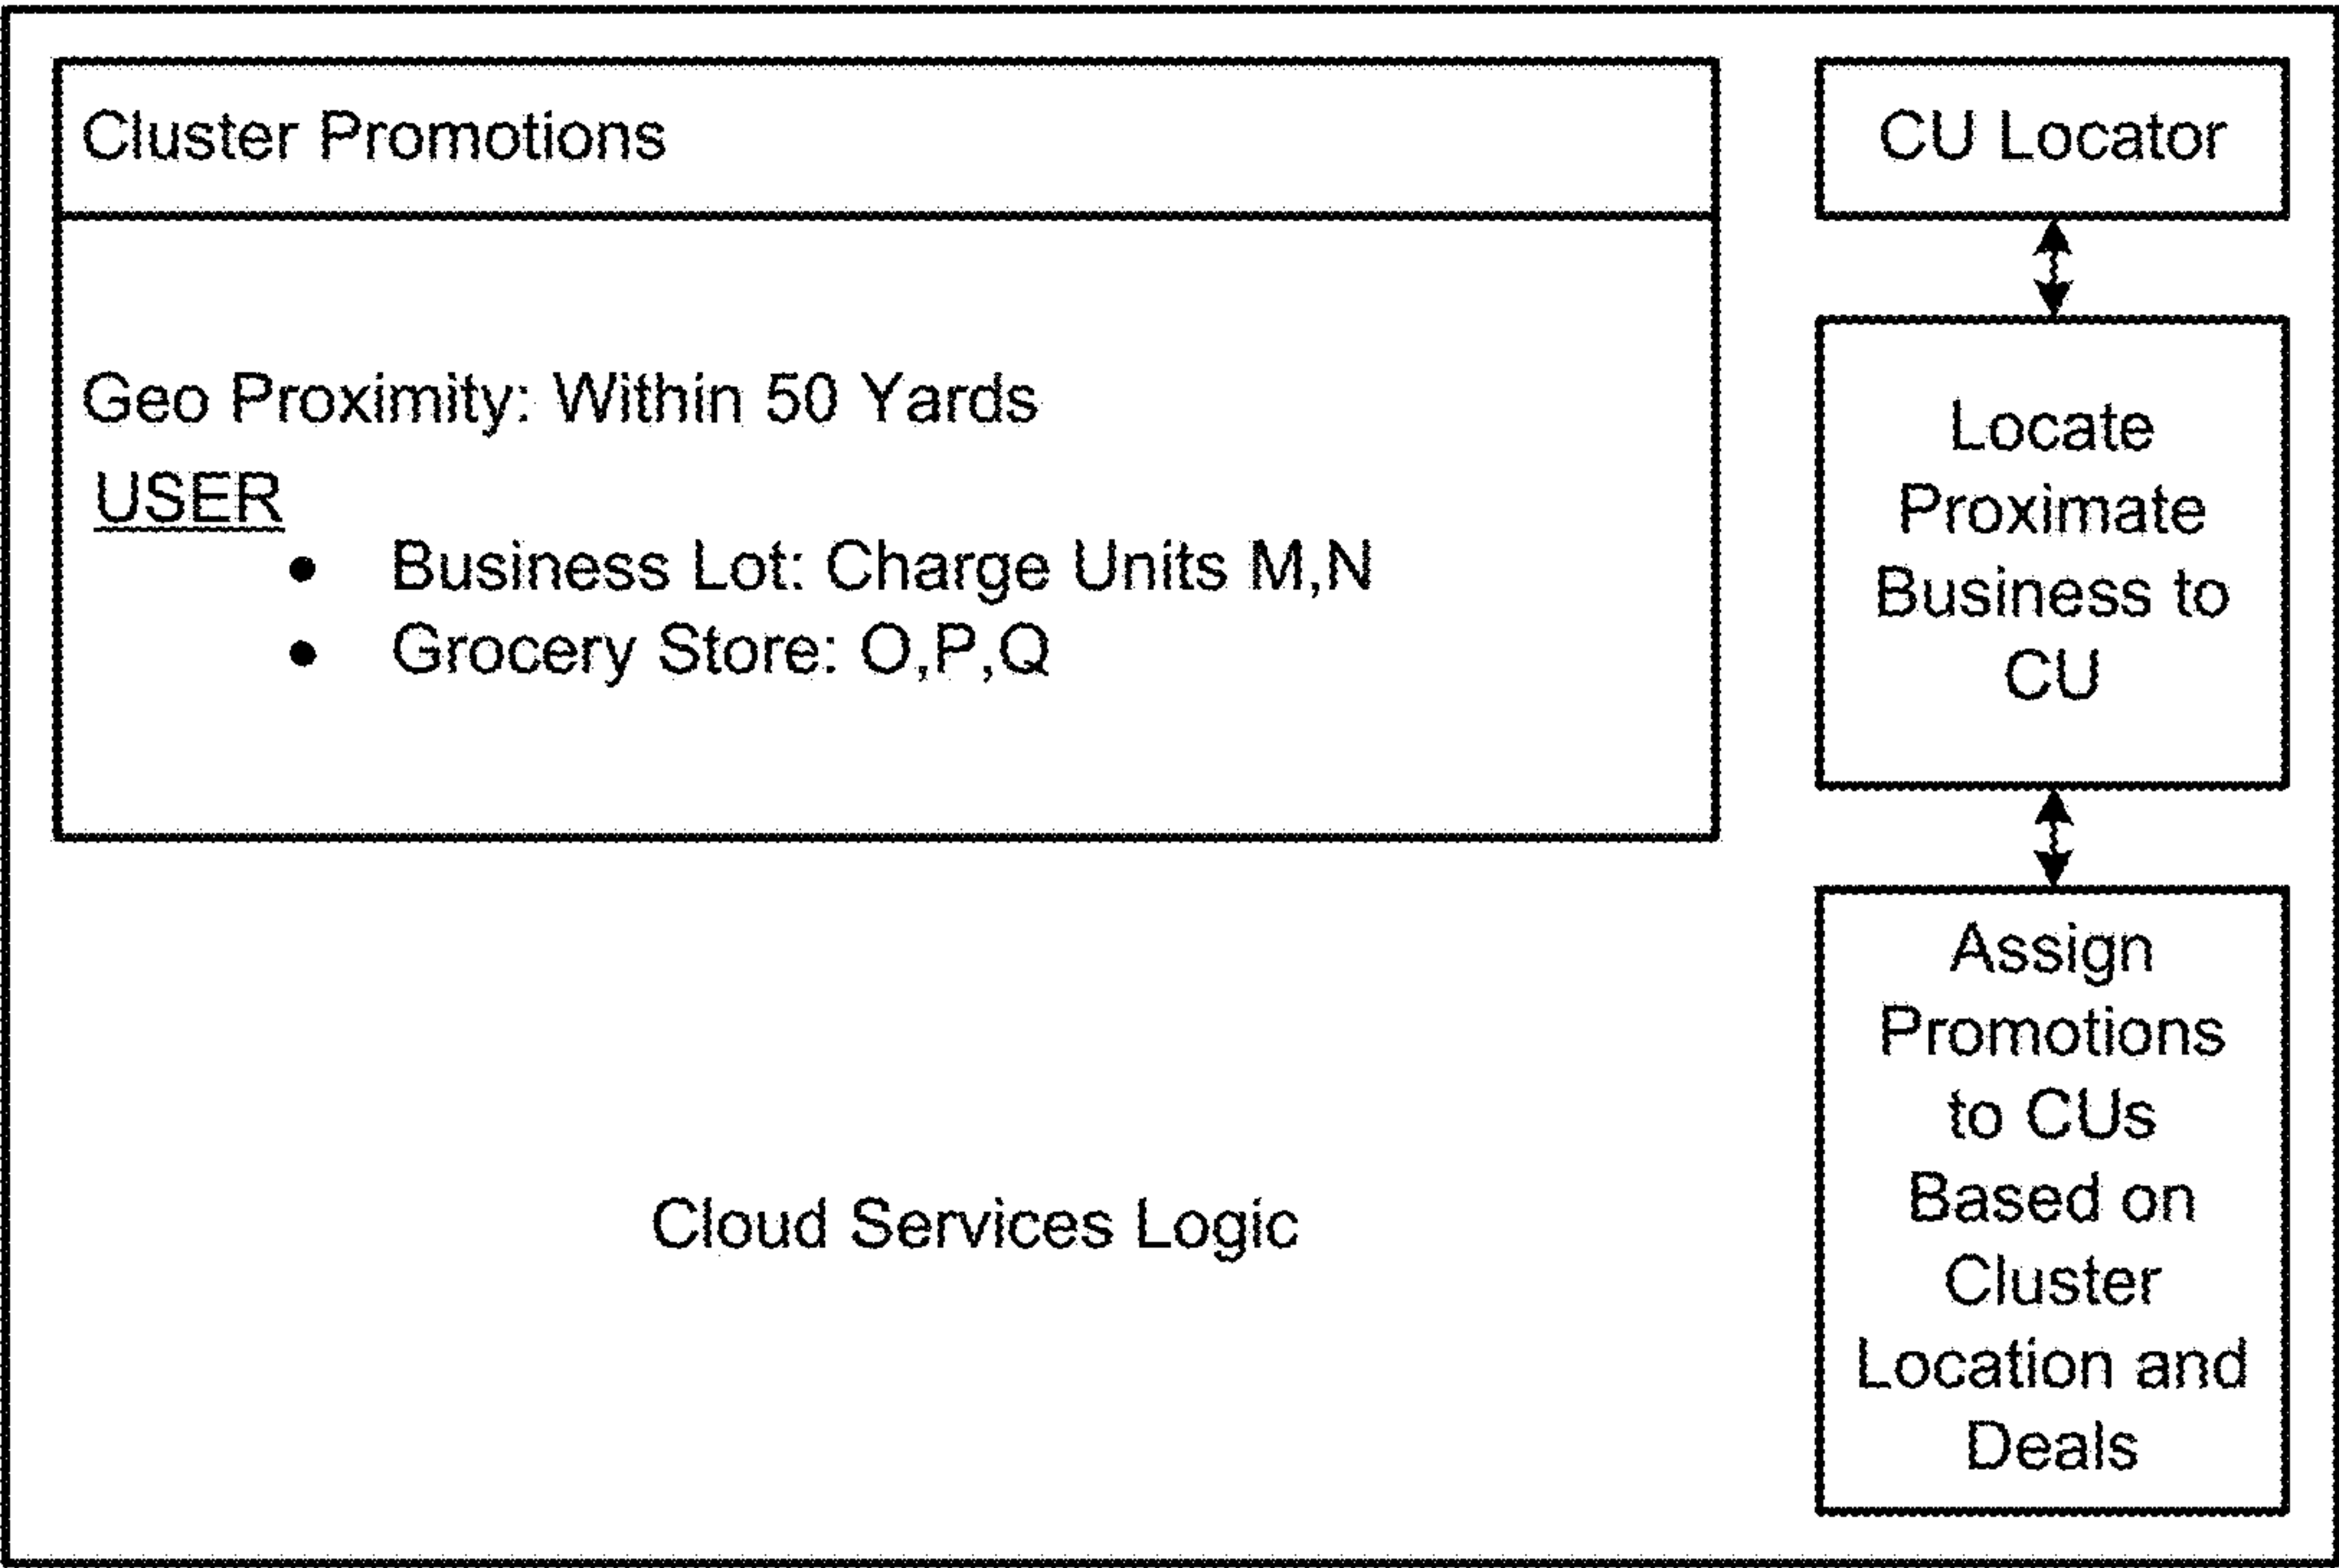 Cluster Promotions
Geo Proximity: Within 50 Yards
USER
• Business Lot: Charge Units M,N
• Grocery Store: O,P,Q
Cloud Services Logic
CU Locator
Locate
Proximate
Business to
CU
Assign
Promotions
to CUs
Based on
Cluster
Location and
Deals